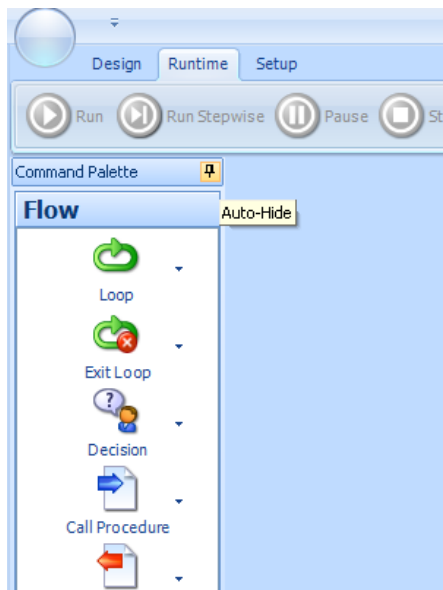 Design Runtime Setup
Run Run Stepwise Pause
Command Palette
Flow
Auto-Hide
Loop
Exit Loop
?
Decision
Call Procedure